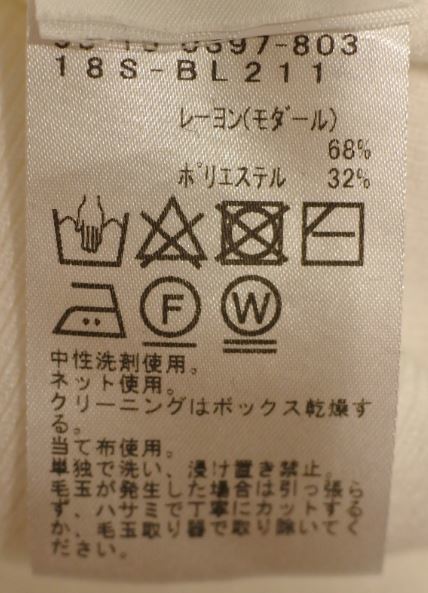 0397-803
18S-BL211
レーヨン(モダール)
68%
ポリエステル 32%
F W
中性洗剤使用。
ネット使用。
クリーニングはボックス乾燥す
る。
当て布使用。
単独で洗い、浸け置き禁止。
毛玉が発生した場合は引っ張ら
ず、ハサミで丁寧にカットする
か、毛玉取り器で取り除いてく
ださい。